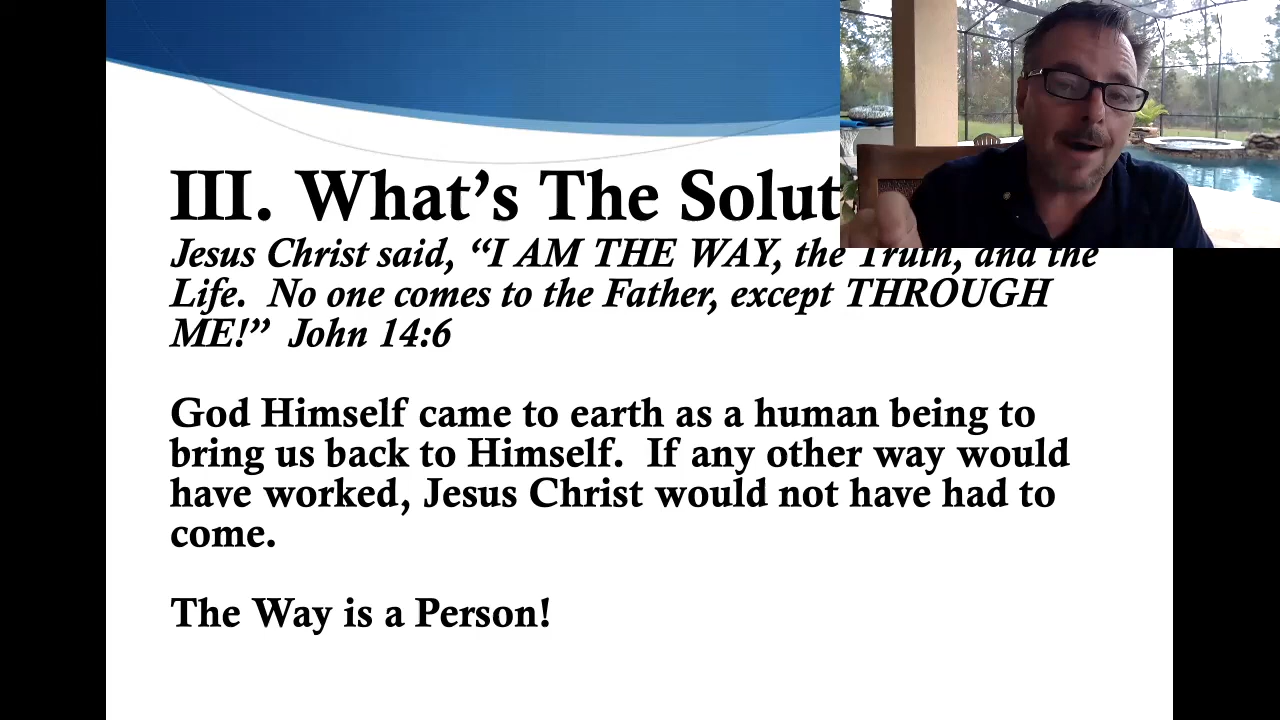 III. What's The Solut
Jesus Christ said, “I AM THE WAY, the Truth, and the
Life.  No one comes to the Father, except THROUGH
ME!”  John 14:6
God Himself came to earth as a human being to
bring us back to Himself.  If any other way would
have worked, Jesus Christ would not have had to
come.
The Way is a Person!